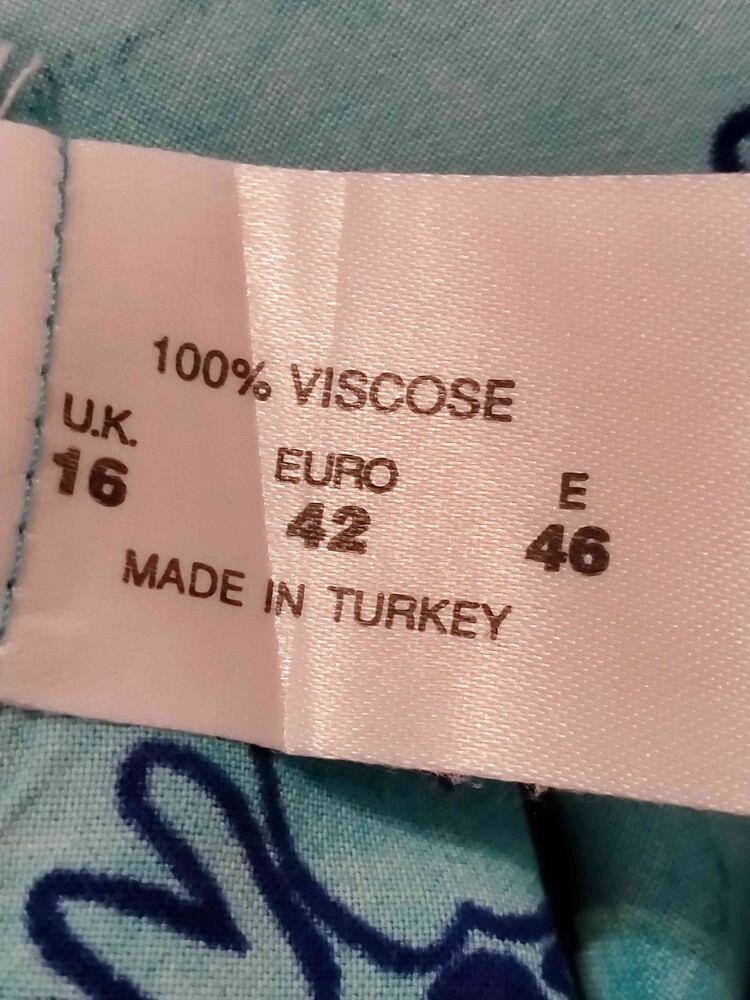 100% VISCOSE
U.K. EURO E
16 42 46
MADE IN TURKEY